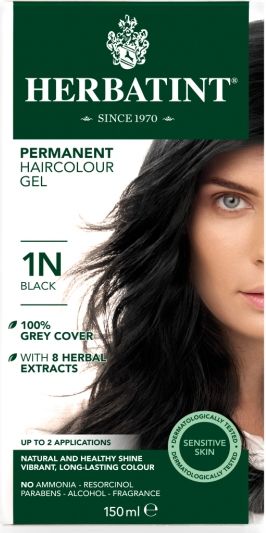 HERBATINT®
SINCE 1970
PERMANENT
HAIRCOLOUR
GEL
1N
BLACK
100%
GREY COVER
WITH 8 HERBAL
EXTRACTS
DERMATOLOGICALLY TESTED
SENSITIVE
SKIN
DERMATOLOGICALLY TESTED
UP TO 2 APPLICATIONS
NATURAL AND HEALTHY SHINE
VIBRANT, LONG-LASTING COLOUR
NO AMMONIA - RESORCINOL
PARABENS - ALCOHOL - FRAGRANCE
150 ml ℮